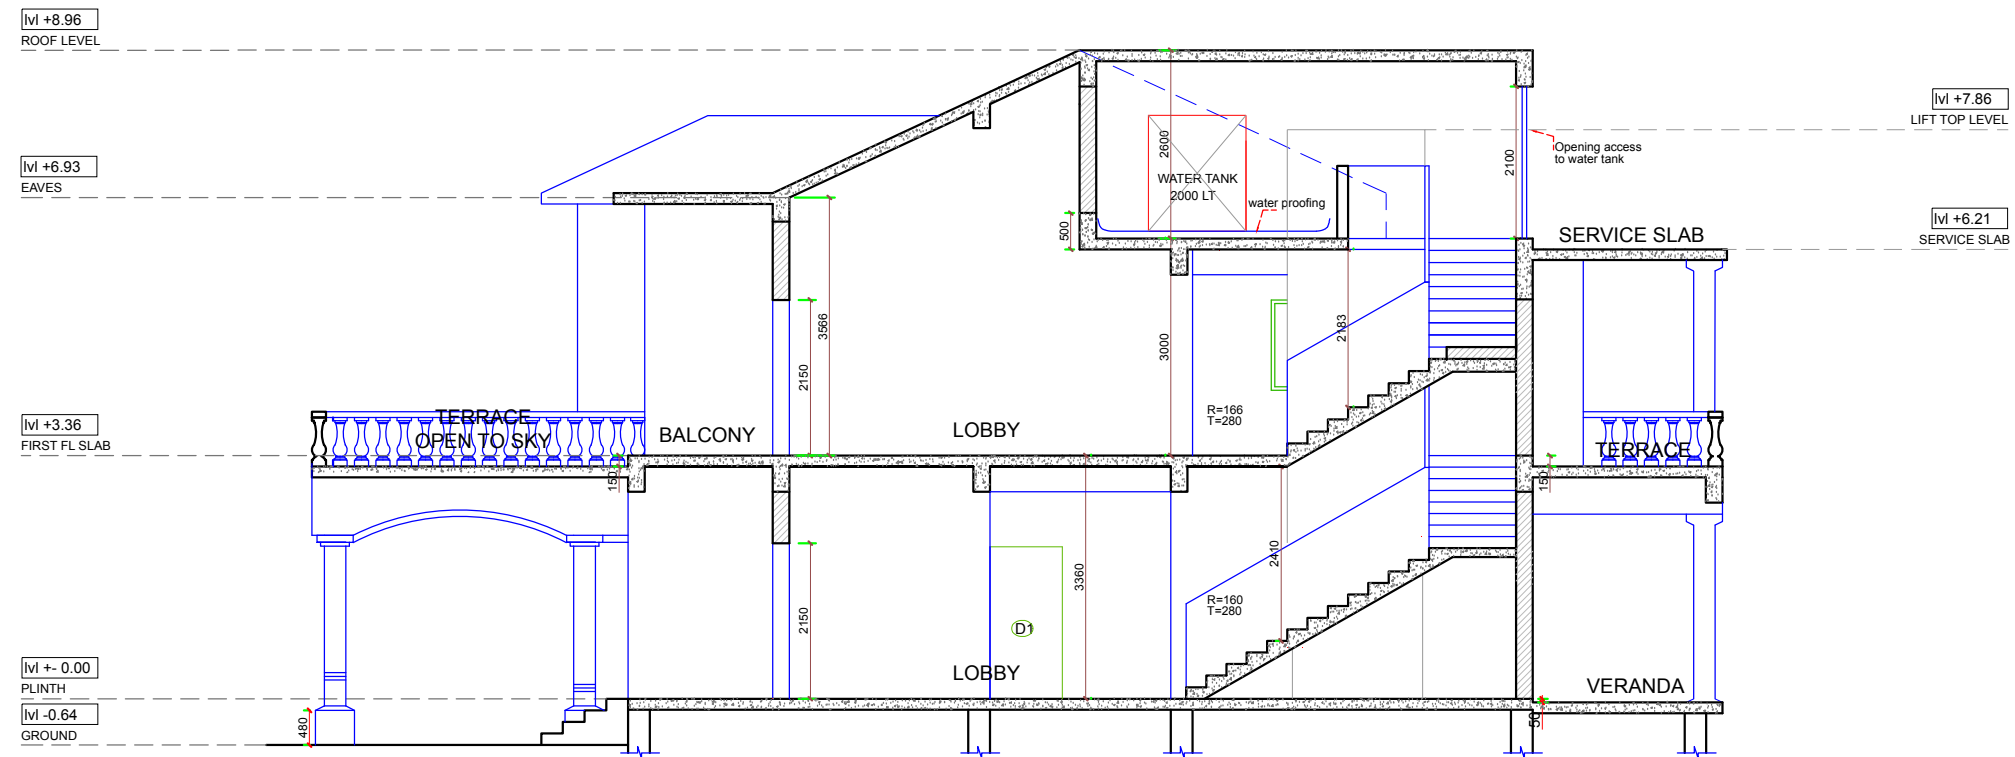 lvl +8.96
ROOF LEVEL
lvl +7.86
LIFT TOP LEVEL
Opening access
to water tank
2600
2100
lvl +6.93
EAVES
WATER TANK
2000 LT
water proofing
500
lvl +6.21
SERVICE SLAB
SERVICE SLAB
3566
2150
3000
2183
R=166
T=280
lvl +3.36
FIRST FL SLAB
TERRACE
OPEN TO SKY
BALCONY
LOBBY
TERRACE
150
150
3360
2410
2150
R=160
T=280
D1
LOBBY
VERANDA
lvl +- 0.00
PLINTH
lvl -0.64
GROUND
480
50